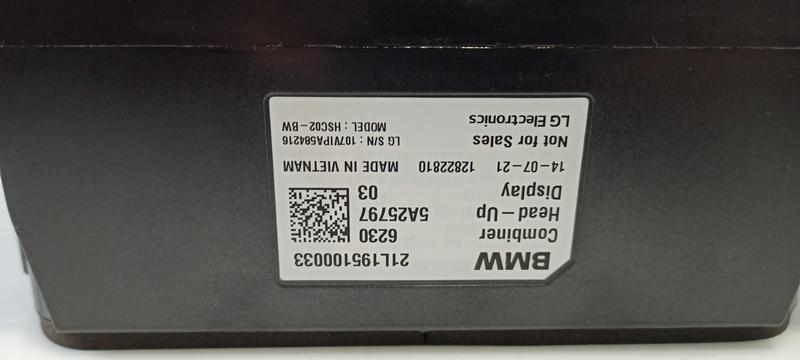 BMW 21L195100033
Combiner 6230
Head-Up 5A25797
Display 03
14-07-21 12822810 MADE IN VIETNAM
Not for Sales LG S/N : 107VIPA584216
LG Electronics MODEL : HSC02-BW